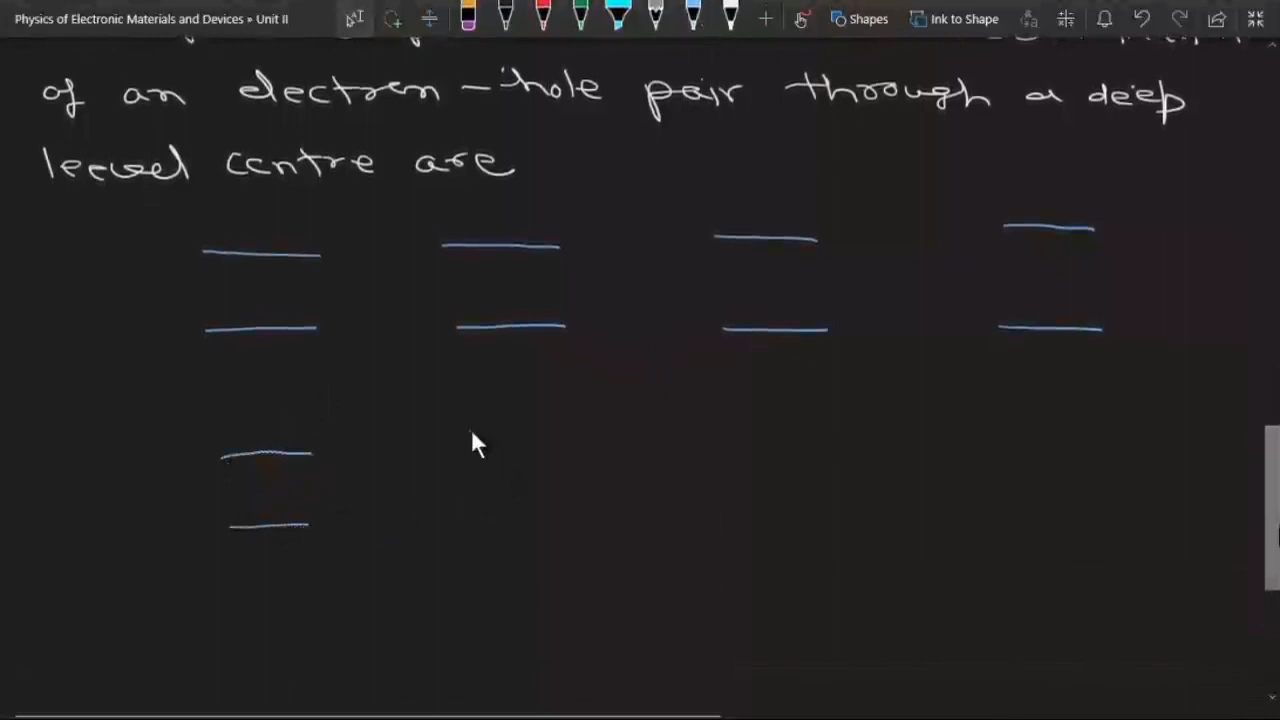 Physics of Electronic Materials and Devices » Unit II
Shapes
Ink to Shape
of an electron - hole pair through a deep
leevel centre are